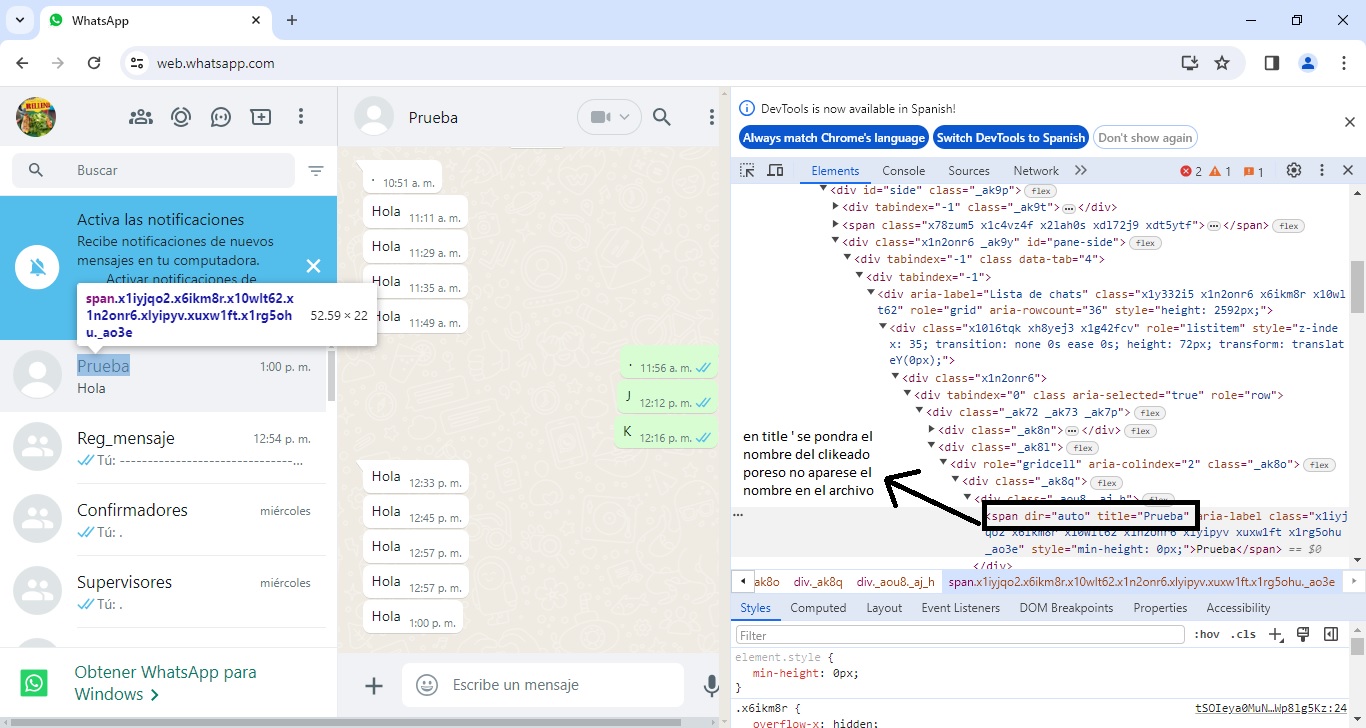 WhatsApp
web.whatsapp.com
Buscar
Activa las notificaciones
Recibe notificaciones de nuevos
mensajes en tu computadora.
Activar notificaciones de
span.x1iyjqo2.x6ikm8r.x10wlt62.x
1n2onr6.xlyipyv.xuxw1ft.x1rg5oh
u._ao3e
52.59 × 22
Prueba
1:00 p. m.
Hola
Reg_mensaje
12:54 p. m.
Tú: -----------------------------...
Confirmadores
miércoles
Tú: .
Supervisores
miércoles
Tú: .
Obtener WhatsApp para
Windows
Prueba
. 10:51 a. m.
Hola 11:11 a. m.
Hola 11:29 a. m.
Hola 11:35 a. m.
Hola 11:49 a. m.
. 11:56 a. m.
J 12:12 p. m.
K 12:16 p. m.
Hola 12:33 p. m.
Hola 12:45 p. m.
Hola 12:57 p. m.
Hola 12:57 p. m.
Hola 1:00 p. m.
Escribe un mensaje
DevTools is now available in Spanish!
Always match Chrome's language
Switch DevTools to Spanish
Don't show again
Elements Console Sources Network 2 1 1
<div id="side" class="_ak9p"> flex
<div tabindex="-1" class="_ak9t"> </div>
<span class="x78zum5 x1c4vz4f x2lah0s xdl72j9 xdt5ytf"> </span> flex
<div class="x1n2onr6 _ak9y" id="pane-side"> flex
<div tabindex="-1" class data-tab="4">
<div tabindex="-1">
<div aria-label="Lista de chats" class="x1y332i5 x1n2onr6 x6ikm8r x10wl
t62" role="grid" aria-rowcount="36" style="height: 2592px;">
<div class="x10l6tqk xh8yej3 x1g42fcv" role="listitem" style="z-inde
x: 35; transition: none 0s ease 0s; height: 72px; transform: translat
eY(0px);">
<div class="x1n2onr6">
<div tabindex="0" class aria-selected="true" role="row">
<div class="_ak72 _ak73 _ak7p"> flex
<div class="_ak8n"> </div> flex
<div class="_ak8l"> flex
<div role="gridcell" aria-colindex="2" class="_ak8o"> flex
<div class="_ak8q"> flex
<div class="_aou8 _aj_h"> flex
<span dir="auto" title="Prueba" aria-label class="x1iyj
qo2 x6ikm8r x10wlt62 x1n2onr6 xlyipyv xuxw1ft x1rg5ohu
_ao3e" style="min-height: 0px;">Prueba</span> == $0
</div>
en title ' se pondra el
nombre del clikeado
poreso no aparese el
nombre en el archivo
ak8o div._ak8q div._aou8._aj_h span.x1iyjqo2.x6ikm8r.x10wlt62.x1n2onr6.xlyipyv.xuxw1ft.x1rg5ohu._ao3e
Styles Computed Layout Event Listeners DOM Breakpoints Properties Accessibility
Filter
:hov .cls
element.style {
min-height: 0px;
}
.x6ikm8r {
tSOIeya0MuN…Wp8lg5Kz:24
overflow-x: hidden;